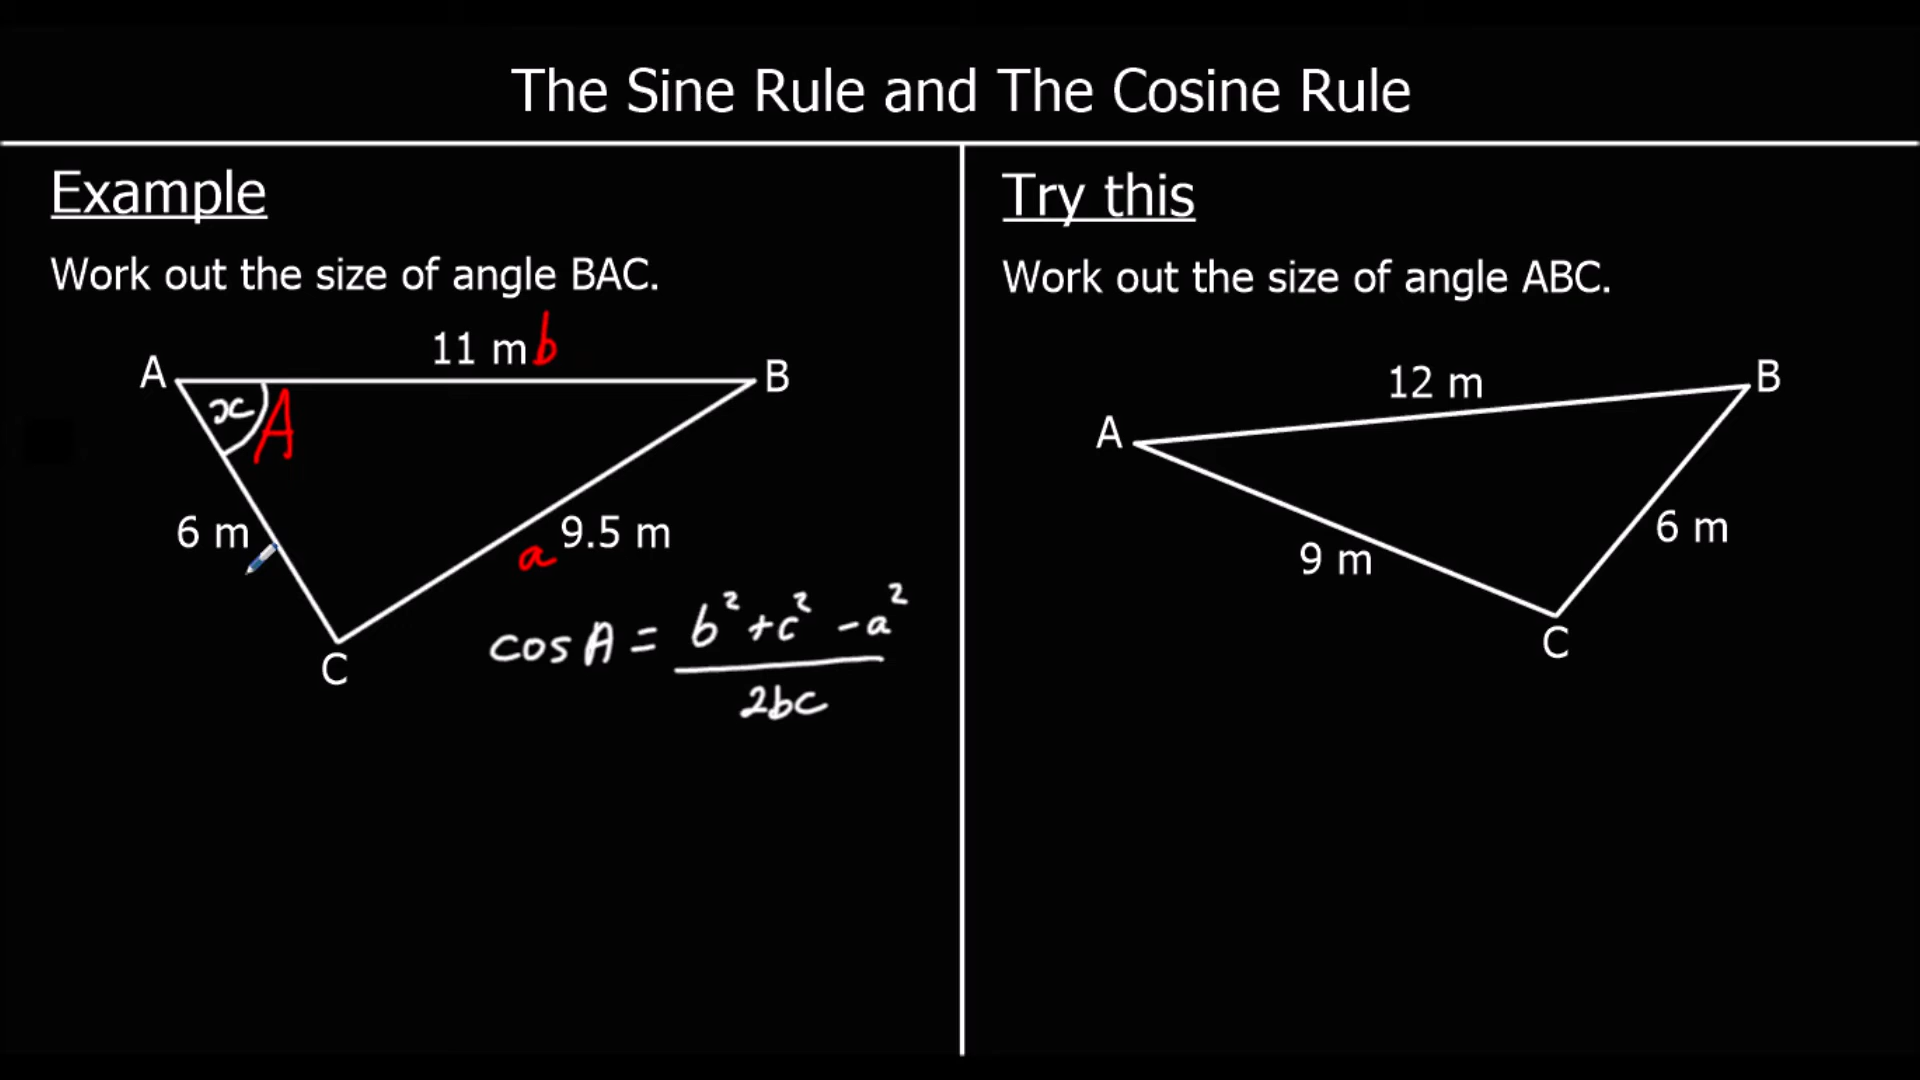 The Sine Rule and The Cosine Rule
Example
Work out the size of angle BAC.
11 m b
A
B
x A
6 m
9.5 m
a
C
cos A = b² + c² - a²
2bc
Try this
Work out the size of angle ABC.
12 m
B
A
6 m
9 m
C